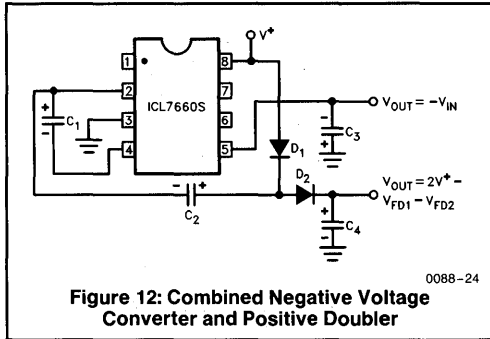 V+
1
2
3
4
ICL7660S
8
7
6
5
+
-
C1
VOUT = -VIN
-
+
C3
D1
-
+
C2
D2
VOUT = 2V+ -
VFD1 - VFD2
+
-
C4
0088-24
Figure 12: Combined Negative Voltage
Converter and Positive Doubler